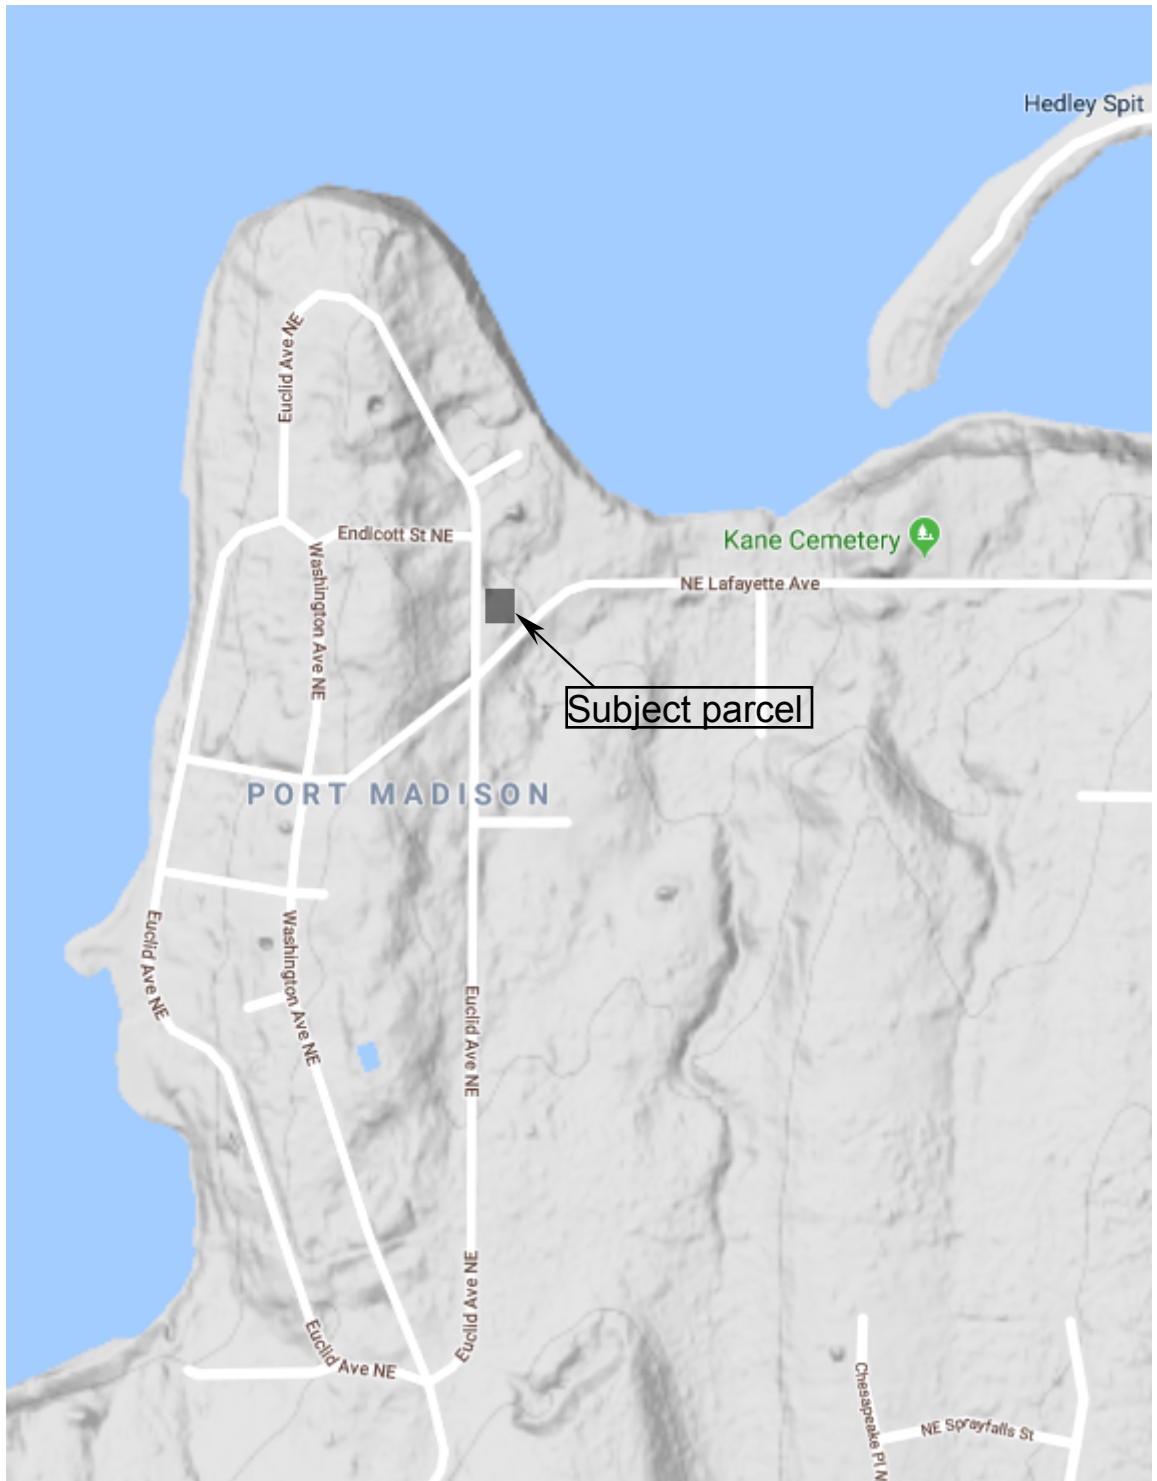 Hedley Spit
Euclid Ave NE
Endicott St NE
Kane Cemetery
NE Lafayette Ave
Washington Ave NE
Subject parcel
PORT MADISON
Euclid Ave NE
Washington Ave NE
Euclid Ave NE
Euclid Ave NE
Euclid Ave NE
Chesapeake Pl N
NE Sprayfalls St